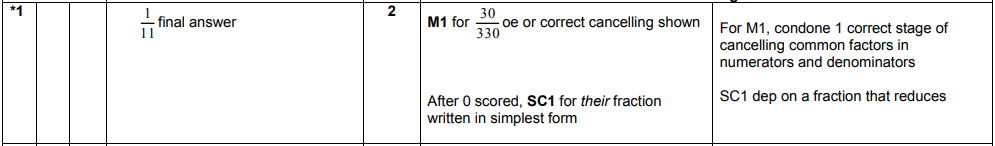 *1
1/11 final answer
2
M1 for 30/330 oe or correct cancelling shown
After 0 scored, SC1 for their fraction
written in simplest form
For M1, condone 1 correct stage of
cancelling common factors in
numerators and denominators
SC1 dep on a fraction that reduces